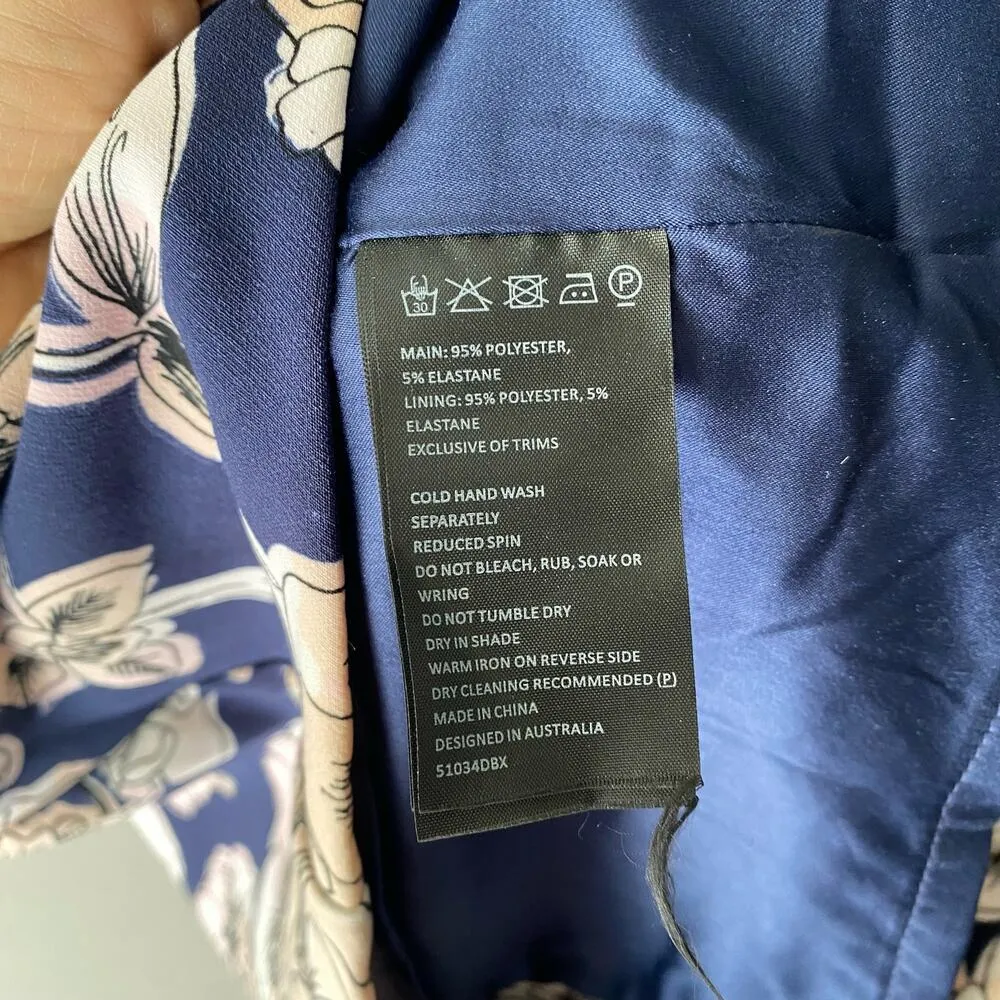 30 P
MAIN: 95% POLYESTER,
5% ELASTANE
LINING: 95% POLYESTER, 5%
ELASTANE
EXCLUSIVE OF TRIMS
COLD HAND WASH
SEPARATELY
REDUCED SPIN
DO NOT BLEACH, RUB, SOAK OR
WRING
DO NOT TUMBLE DRY
DRY IN SHADE
WARM IRON ON REVERSE SIDE
DRY CLEANING RECOMMENDED (P)
MADE IN CHINA
DESIGNED IN AUSTRALIA
51034DBX